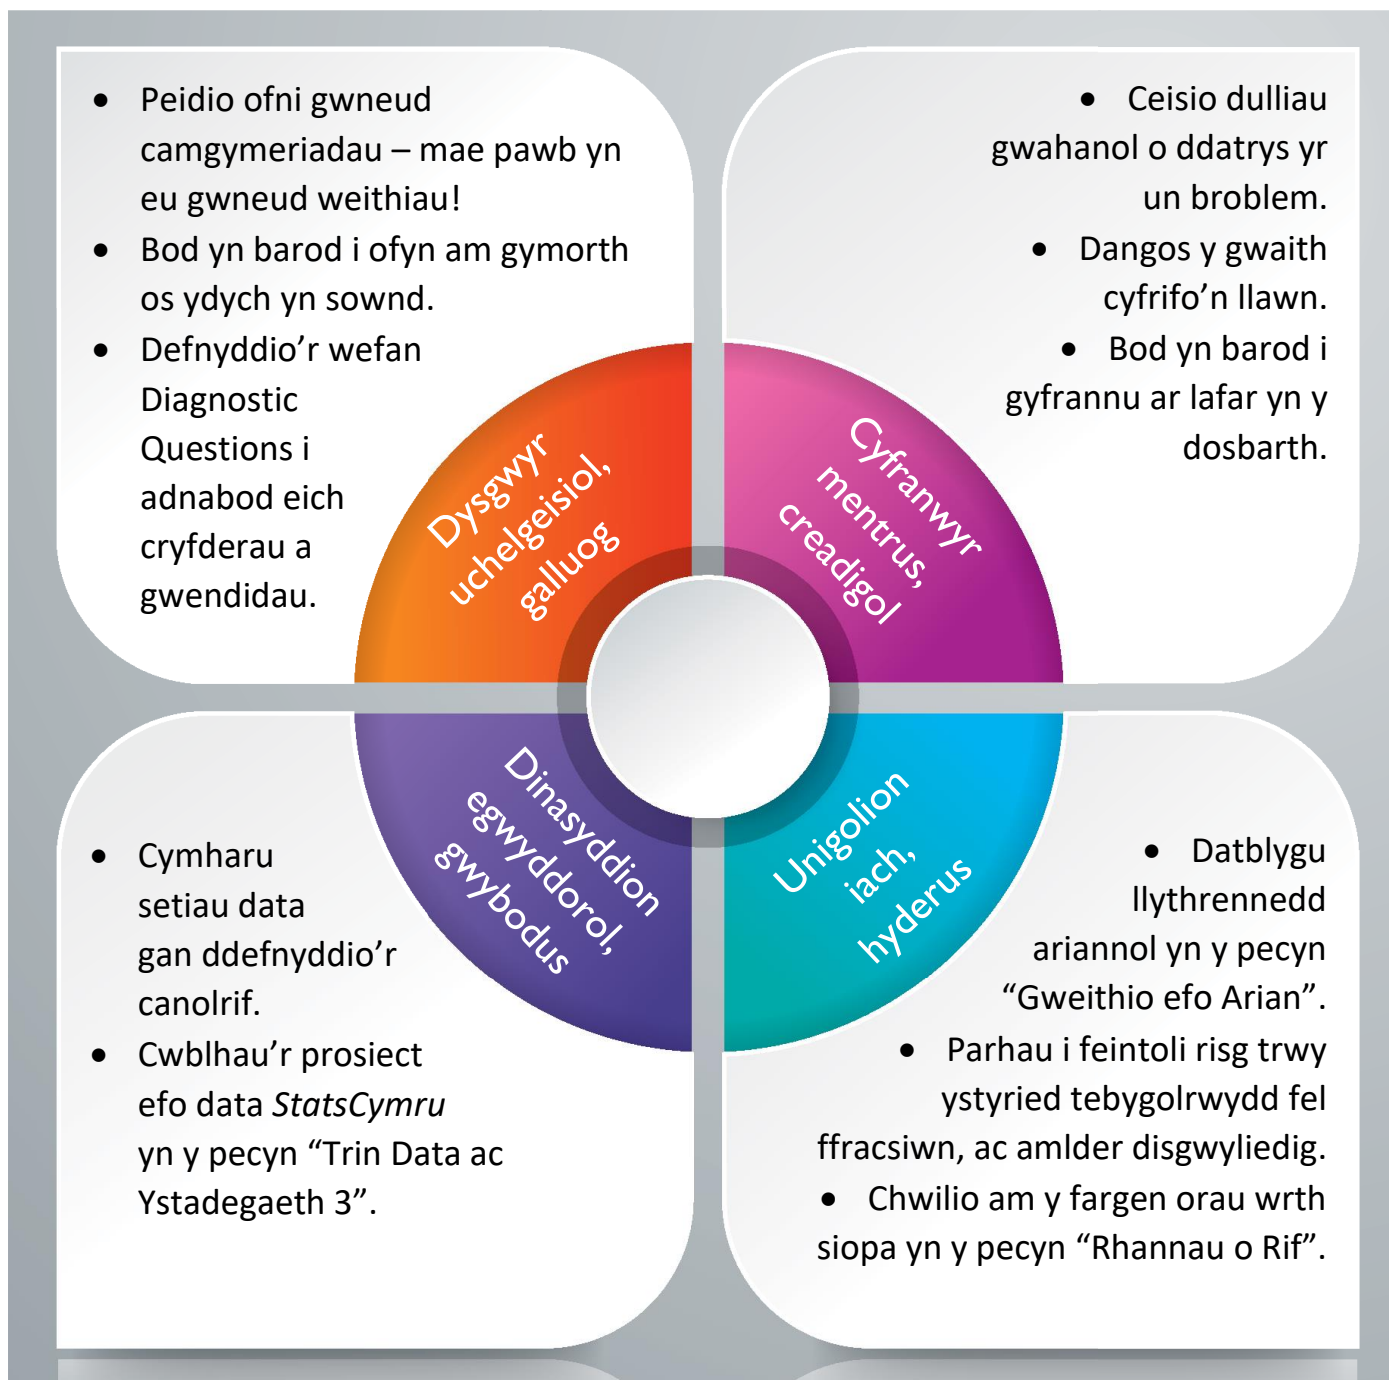 • Peidio ofni gwneud
camgymeriadau – mae pawb yn
eu gwneud weithiau!
• Bod yn barod i ofyn am gymorth
os ydych yn sownd.
• Defnyddio’r wefan
Diagnostic
Questions i
adnabod eich
cryfderau a
gwendidau.
• Ceisio dulliau
gwahanol o ddatrys yr
un broblem.
• Dangos y gwaith
cyfrifo’n llawn.
• Bod yn barod i
gyfrannu ar lafar yn y
dosbarth.
Dysgwyr
uchelgeisiol,
galluog
Cyfranwyr
mentrus,
creadigol
Dinasyddion
egwyddorol,
gwybodus
Unigolion
iach,
hyderus
• Cymharu
setiau data
gan ddefnyddio’r
canolrif.
• Cwblhau’r prosiect
efo data StatsCymru
yn y pecyn “Trin Data ac
Ystadegaeth 3”.
• Datblygu
llythrennedd
ariannol yn y pecyn
“Gweithio efo Arian”.
• Parhau i feintoli risg trwy
ystyried tebygolrwydd fel
ffracsiwn, ac amlder disgwyliedig.
• Chwilio am y fargen orau wrth
siopa yn y pecyn “Rhannau o Rif”.